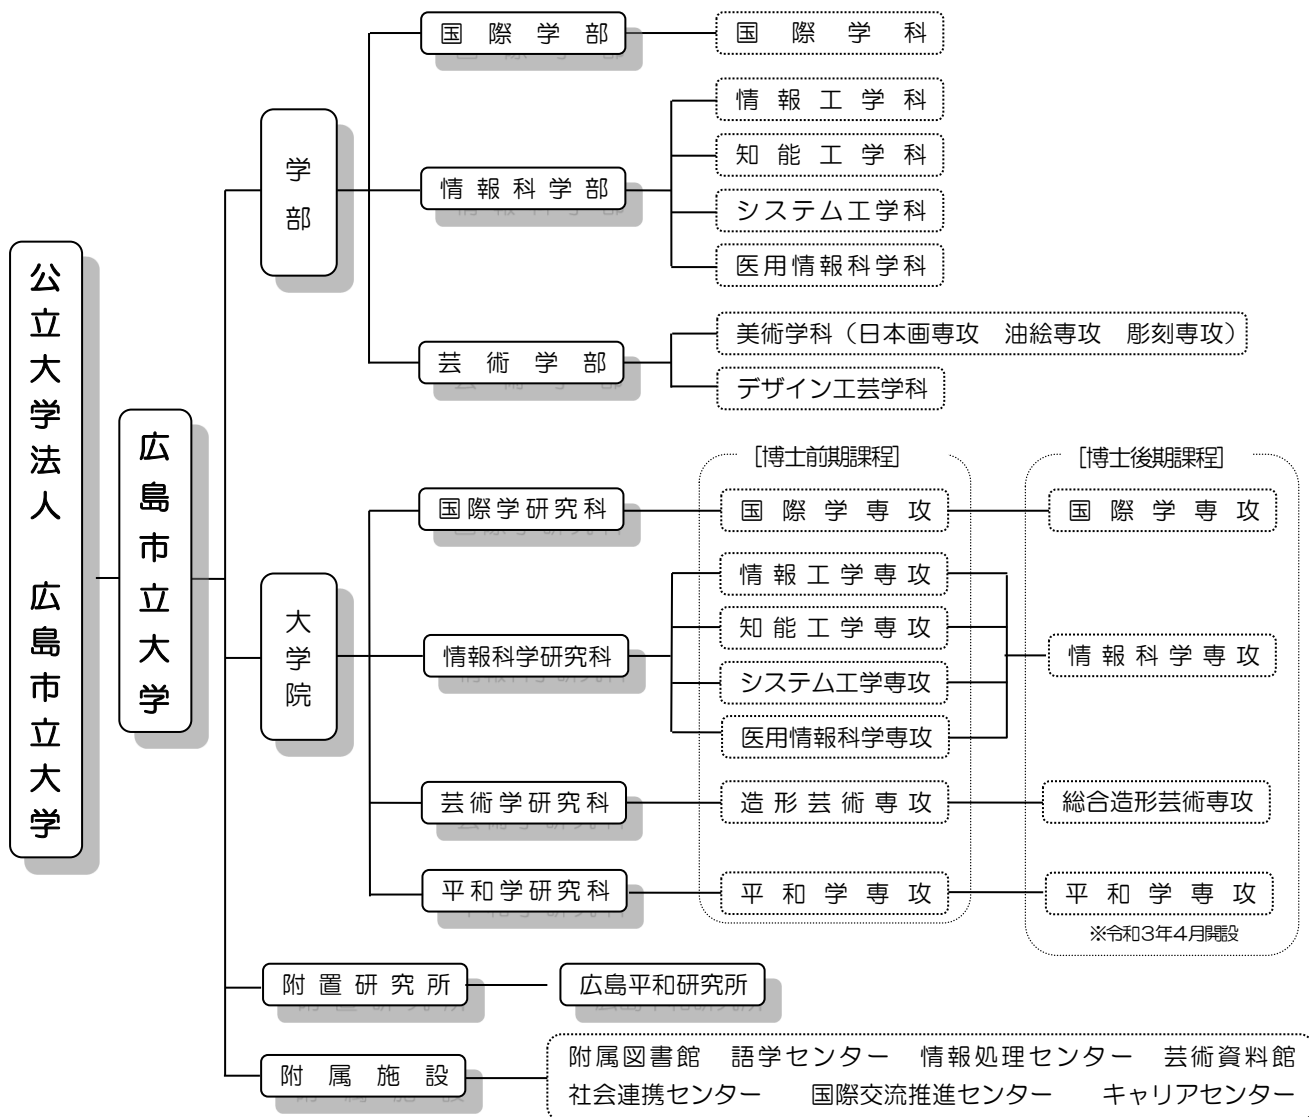 公立大学法人　広島市立大学
広島市立大学
学部
国際学部
国際学科
情報科学部
情報工学科
知能工学科
システム工学科
医用情報科学科
芸術学部
美術学科（日本画専攻　油絵専攻　彫刻専攻）
デザイン工芸学科
大学院
[博士前期課程]
[博士後期課程]
国際学研究科
国際学専攻
国際学専攻
情報科学研究科
情報工学専攻
知能工学専攻
システム工学専攻
医用情報科学専攻
情報科学専攻
芸術学研究科
造形芸術専攻
総合造形芸術専攻
平和学研究科
平和学専攻
平和学専攻
※令和3年4月開設
附置研究所
広島平和研究所
附属施設
附属図書館　語学センター　情報処理センター　芸術資料館
社会連携センター　国際交流推進センター　キャリアセンター